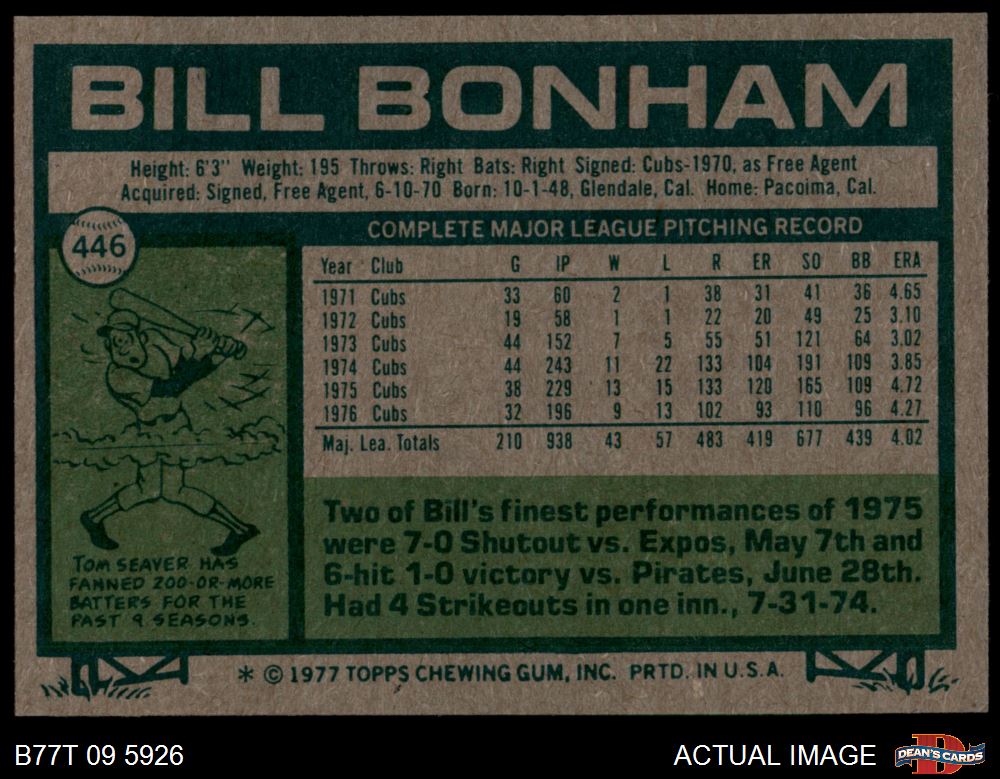 BILL BONHAM
Height: 6'3" Weight: 195 Throws: Right Bats: Right Signed: Cubs-1970, as Free Agent
Acquired: Signed, Free Agent, 6-10-70 Born: 10-1-48, Glendale, Cal. Home: Pacoima, Cal.
446
COMPLETE MAJOR LEAGUE PITCHING RECORD
Year Club G IP W L R ER SO BB ERA
1971 Cubs 33 60 2 1 38 31 41 36 4.65
1972 Cubs 19 58 1 1 22 20 49 25 3.10
1973 Cubs 44 152 7 5 55 51 121 64 3.02
1974 Cubs 44 243 11 22 133 104 191 109 3.85
1975 Cubs 38 229 13 15 133 120 165 109 4.72
1976 Cubs 32 196 9 13 102 93 110 96 4.27
Maj. Lea. Totals 210 938 43 57 483 419 677 439 4.02
TOM SEAVER HAS
FANNED 200-OR-MORE
BATTERS FOR THE
PAST 9 SEASONS.
Two of Bill's finest performances of 1975
were 7-0 Shutout vs. Expos, May 7th and
6-hit 1-0 victory vs. Pirates, June 28th.
Had 4 Strikeouts in one inn., 7-31-74.
* © 1977 TOPPS CHEWING GUM, INC. PRTD. IN U.S.A.
B77T 09 5926
ACTUAL IMAGE
DEAN'S CARDS